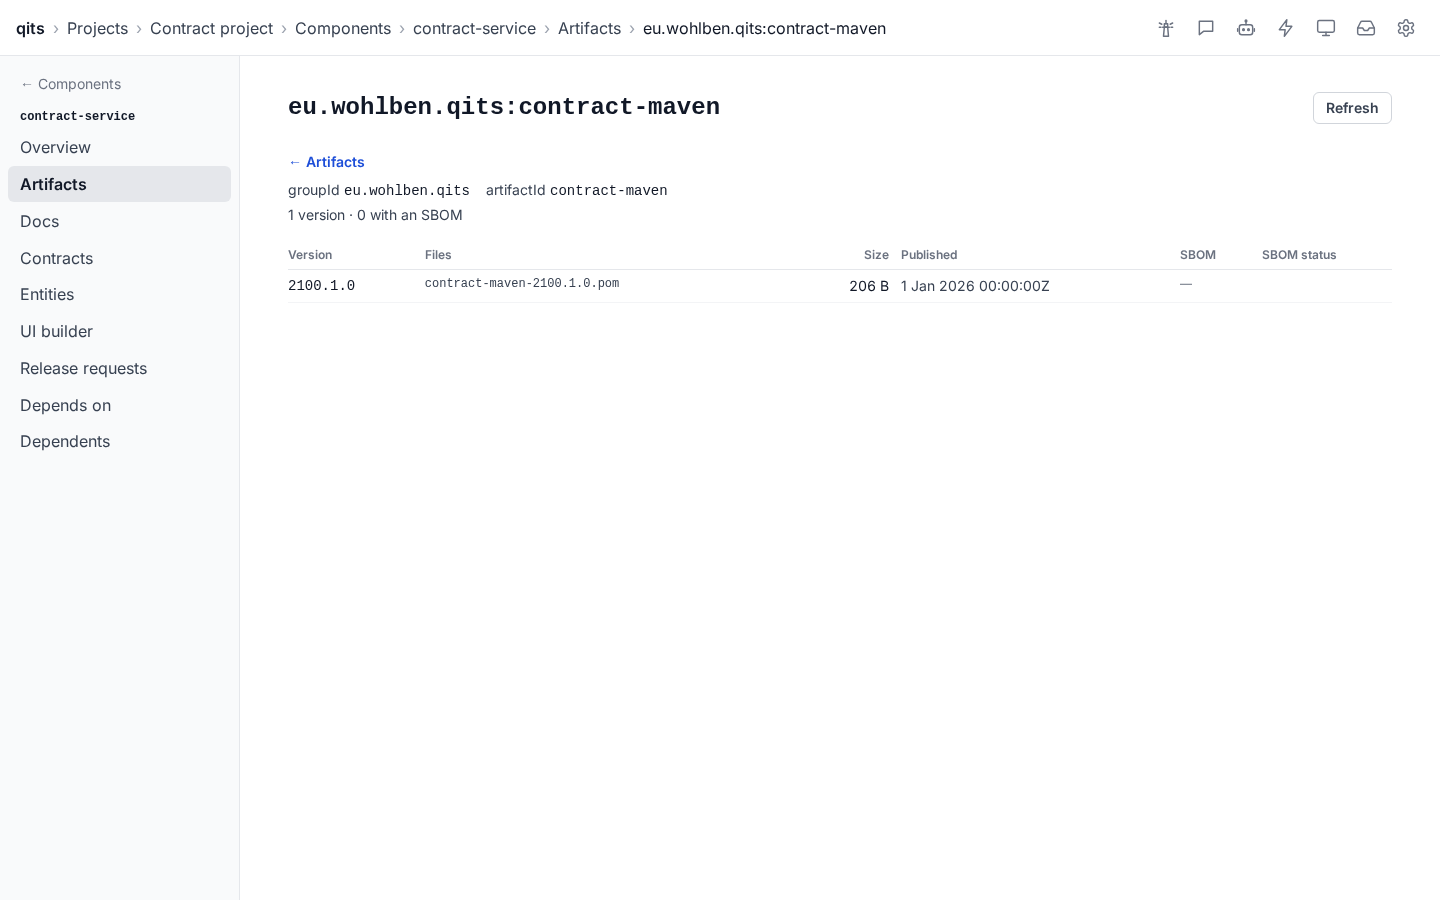 qits › Projects › Contract project › Components › contract-service › Artifacts › eu.wohlben.qits:contract-maven
← Components
contract-service
Overview
Artifacts
Docs
Contracts
Entities
UI builder
Release requests
Depends on
Dependents
eu.wohlben.qits:contract-maven
Refresh
← Artifacts
groupId eu.wohlben.qits artifactId contract-maven
1 version · 0 with an SBOM
Version Files Size Published SBOM SBOM status
2100.1.0 contract-maven-2100.1.0.pom 206 B 1 Jan 2026 00:00:00Z —